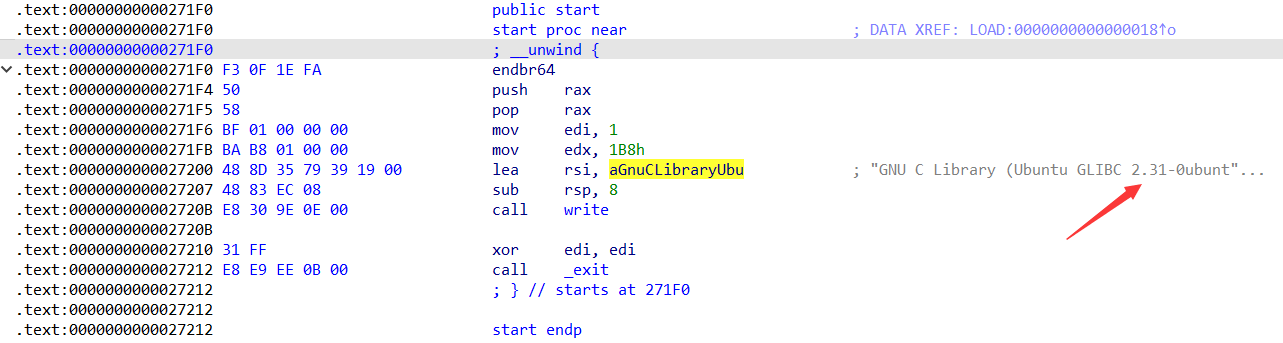 .text:00000000000271F0 public start
.text:00000000000271F0 start proc near ; DATA XREF: LOAD:0000000000000018↑o
.text:00000000000271F0 ; __unwind {
.text:00000000000271F0 F3 0F 1E FA endbr64
.text:00000000000271F4 50 push rax
.text:00000000000271F5 58 pop rax
.text:00000000000271F6 BF 01 00 00 00 mov edi, 1
.text:00000000000271FB BA B8 01 00 00 mov edx, 1B8h
.text:0000000000027200 48 8D 35 79 39 19 00 lea rsi, aGnuCLibraryUbu ; "GNU C Library (Ubuntu GLIBC 2.31-0ubunt"...
.text:0000000000027207 48 83 EC 08 sub rsp, 8
.text:000000000002720B E8 30 9E 0E 00 call write
.text:000000000002720B
.text:0000000000027210 31 FF xor edi, edi
.text:0000000000027212 E8 E9 EE 0B 00 call _exit
.text:0000000000027212 ; } // starts at 271F0
.text:0000000000027212
.text:0000000000027212 start endp